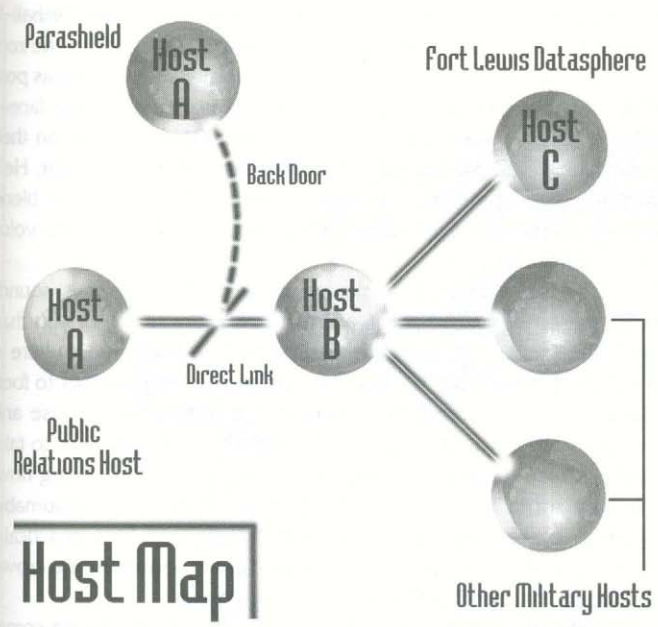 Parashield
Host
A
Fort Lewis Datasphere
Host
C
Back Door
Host
A
Host
B
Direct Link
Public
Relations Host
Host Map
Other Military Hosts